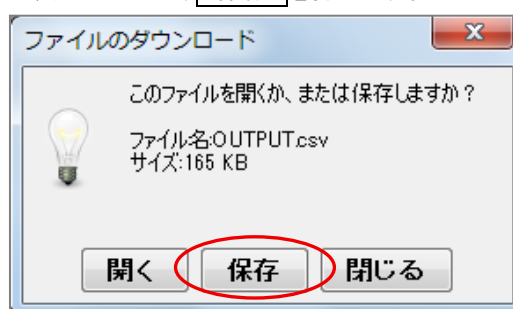 ファイルのダウンロード
このファイルを開くか、または保存しますか？
ファイル名:OUTPUT.csv
サイズ:165 KB
開く 保存 閉じる